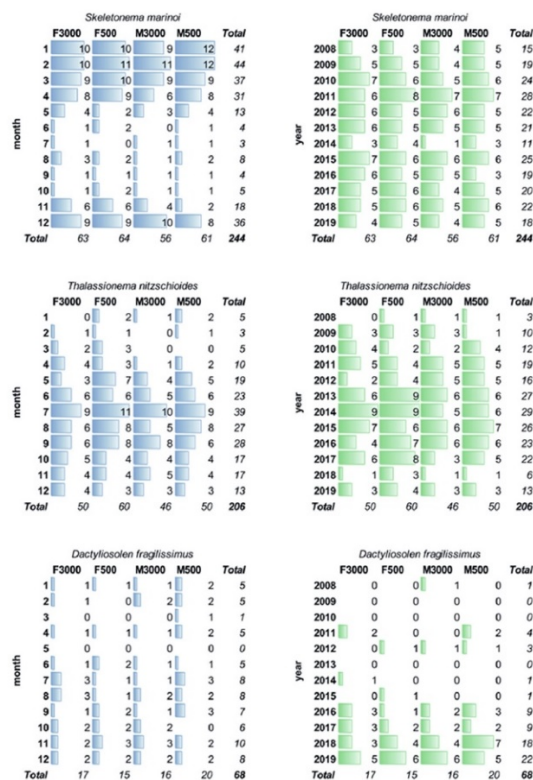 Skeletonema marinoi
F3000 F500 M3000 M500 Total
1 10 10 9 12 41
2 10 11 11 12 44
3 9 10 9 9 37
4 8 9 6 8 31
5 4 2 3 4 13
6 1 2 0 1 4
7 1 0 1 1 3
8 3 2 1 2 8
9 1 1 1 1 4
10 1 2 1 1 5
11 6 6 4 2 18
12 9 9 10 8 36
Total 63 64 56 61 244
month
Skeletonema marinoi
F3000 F500 M3000 M500 Total
2008 3 3 4 5 15
2009 5 5 4 5 19
2010 7 6 5 6 24
2011 6 8 7 7 28
2012 6 5 5 6 22
2013 6 5 5 5 21
2014 3 4 1 3 11
2015 7 6 6 6 25
2016 6 5 5 3 19
2017 5 6 4 5 20
2018 5 6 5 6 22
2019 4 5 5 4 18
Total 63 64 56 61 244
year
Thalassionema nitzschioides
F3000 F500 M3000 M500 Total
1 0 2 1 2 5
2 1 1 0 1 3
3 2 3 0 0 5
4 4 3 1 2 10
5 3 7 4 5 19
6 6 6 5 6 23
7 9 11 10 9 39
8 6 8 5 8 27
9 6 8 8 6 28
10 5 4 4 4 17
11 4 4 5 4 17
12 4 3 3 3 13
Total 50 60 46 50 206
month
Thalassionema nitzschioides
F3000 F500 M3000 M500 Total
2008 0 1 1 1 3
2009 3 3 3 1 10
2010 4 2 2 4 12
2011 5 4 5 5 19
2012 2 4 5 5 16
2013 6 9 6 6 27
2014 9 9 5 6 29
2015 7 6 6 7 26
2016 4 7 6 6 23
2017 6 8 3 5 22
2018 1 3 1 1 6
2019 3 4 3 3 13
Total 50 60 46 50 206
year
Dactyliosolen fragilissimus
F3000 F500 M3000 M500 Total
1 1 1 1 2 5
2 1 0 2 2 5
3 0 0 0 1 1
4 1 1 1 2 5
5 0 0 0 0 0
6 1 2 1 1 5
7 3 1 1 3 8
8 3 1 2 2 8
9 1 2 1 3 7
10 2 2 0 2 6
11 2 3 3 2 10
12 2 2 2 2 8
Total 17 15 16 20 68
month
Dactyliosolen fragilissimus
F3000 F500 M3000 M500 Total
2008 0 0 1 0 1
2009 0 0 0 0 0
2010 0 0 0 0 0
2011 2 0 0 2 4
2012 0 1 1 1 3
2013 0 0 0 0 0
2014 1 0 0 0 1
2015 0 1 0 0 1
2016 3 1 2 3 9
2017 3 2 2 2 9
2018 3 4 4 7 18
2019 5 6 6 5 22
Total 17 15 16 20 68
year